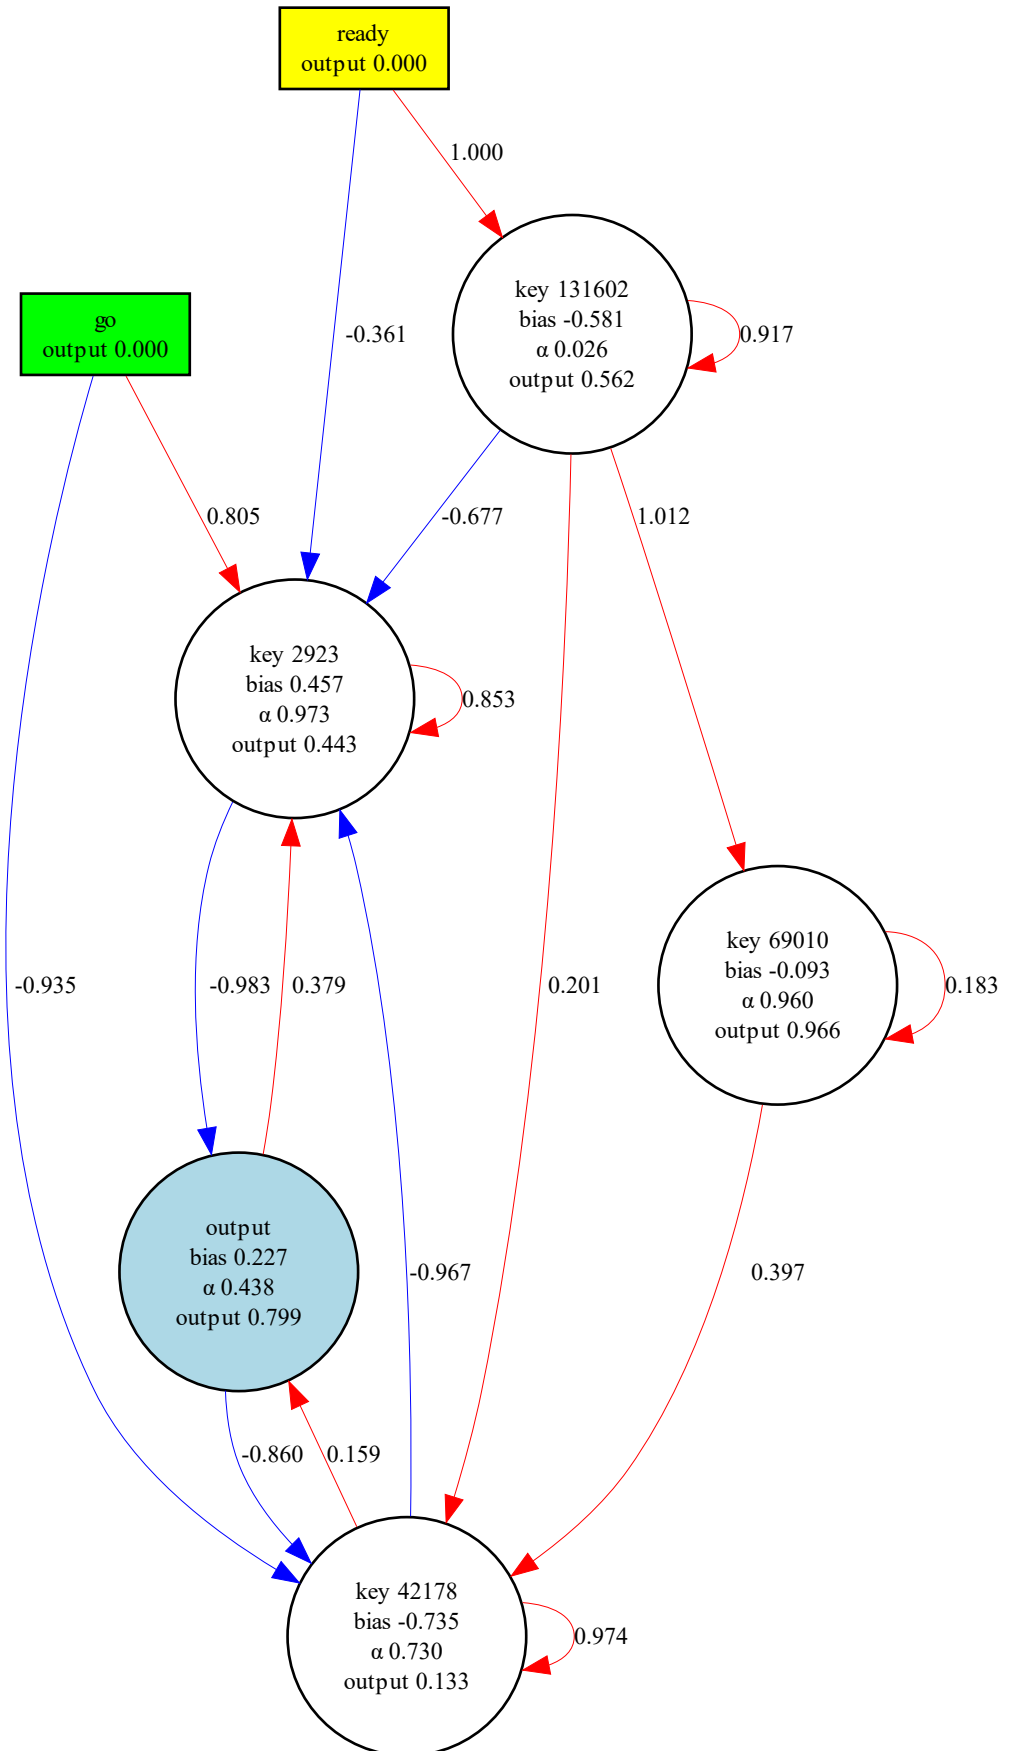 ready
output 0.000
1.000
key 131602
bias -0.581
α 0.026
output 0.562
0.917
-0.361
go
output 0.000
0.805
-0.677
1.012
key 2923
bias 0.457
α 0.973
output 0.443
0.853
-0.935
-0.983
0.379
0.201
key 69010
bias -0.093
α 0.960
output 0.966
0.183
output
bias 0.227
α 0.438
output 0.799
-0.967
0.397
-0.860
0.159
key 42178
bias -0.735
α 0.730
output 0.133
0.974